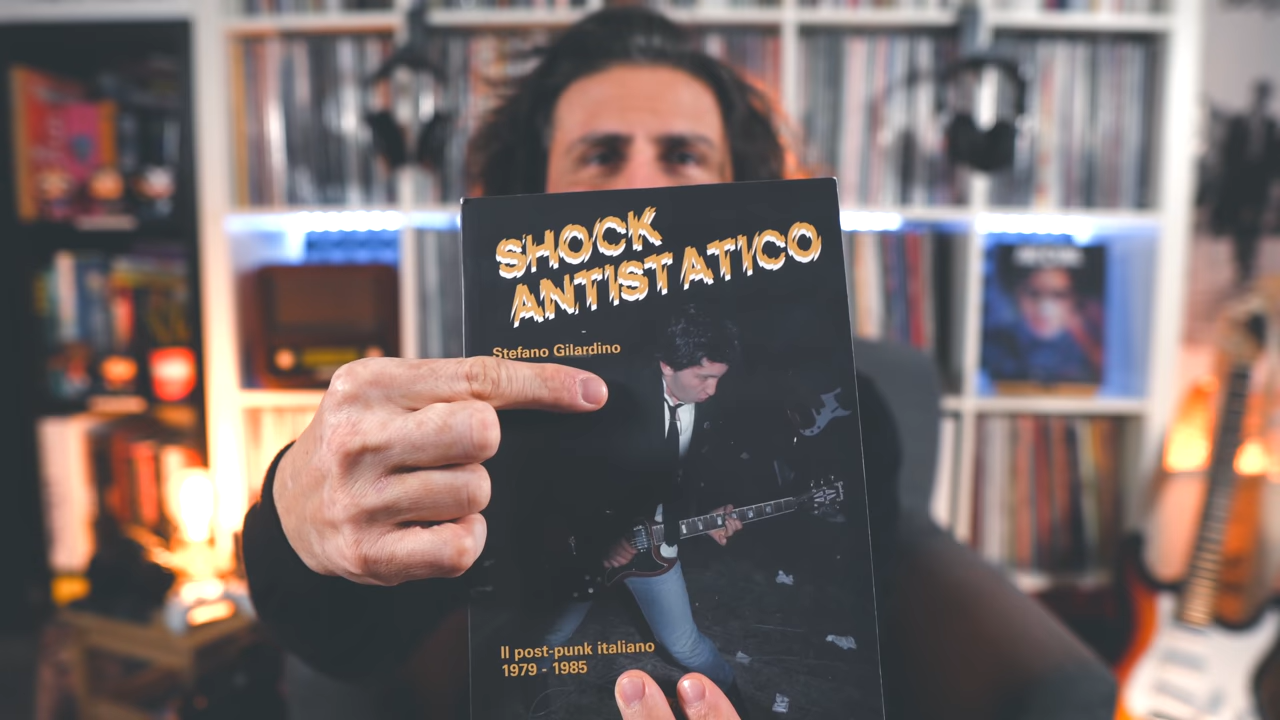 SHOCK
ANTISTATICO
Stefano Gilardino
Il post-punk italiano
1979 - 1985